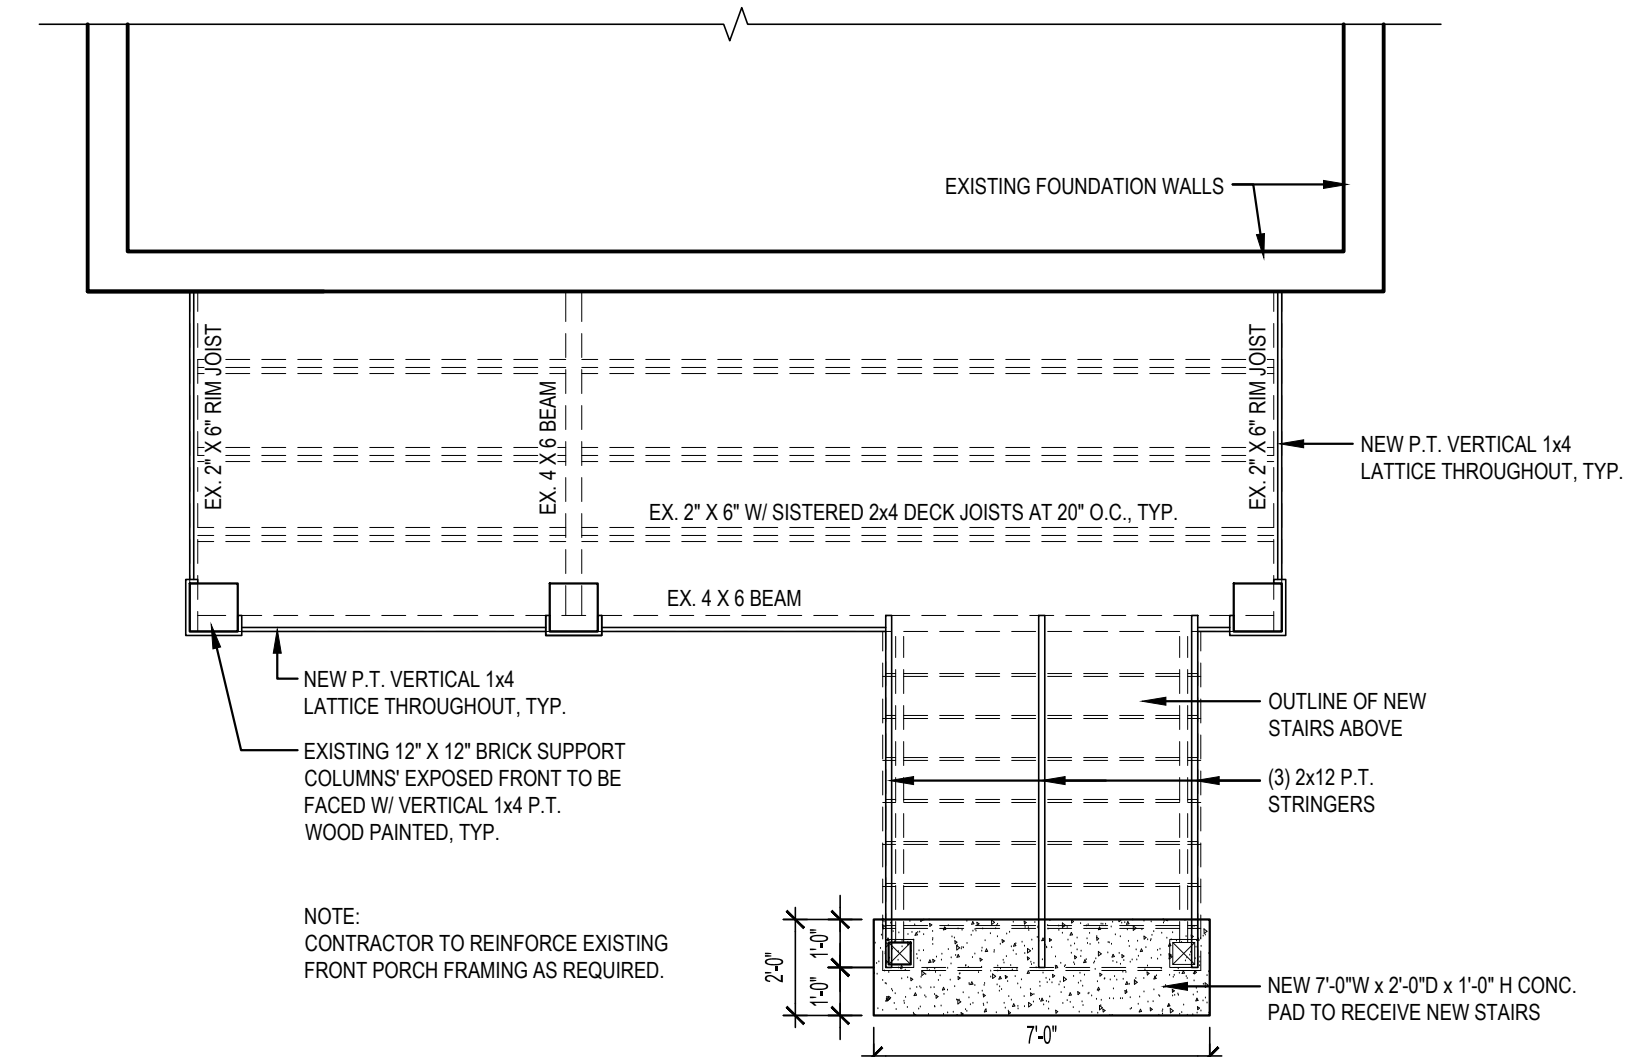 EXISTING FOUNDATION WALLS
EX. 2" X 6" RIM JOIST
EX. 4 X 6 BEAM
EX. 2" X 6" RIM JOIST
NEW P.T. VERTICAL 1x4
LATTICE THROUGHOUT, TYP.
EX. 2" X 6" W/ SISTERED 2x4 DECK JOISTS AT 20" O.C., TYP.
EX. 4 X 6 BEAM
NEW P.T. VERTICAL 1x4
LATTICE THROUGHOUT, TYP.
EXISTING 12" X 12" BRICK SUPPORT
COLUMNS' EXPOSED FRONT TO BE
FACED W/ VERTICAL 1x4 P.T.
WOOD PAINTED, TYP.
OUTLINE OF NEW
STAIRS ABOVE
(3) 2x12 P.T.
STRINGERS
NOTE:
CONTRACTOR TO REINFORCE EXISTING
FRONT PORCH FRAMING AS REQUIRED.
2'-0"
1'-0"
1'-0"
7'-0"
NEW 7'-0"W x 2'-0"D x 1'-0" H CONC.
PAD TO RECEIVE NEW STAIRS